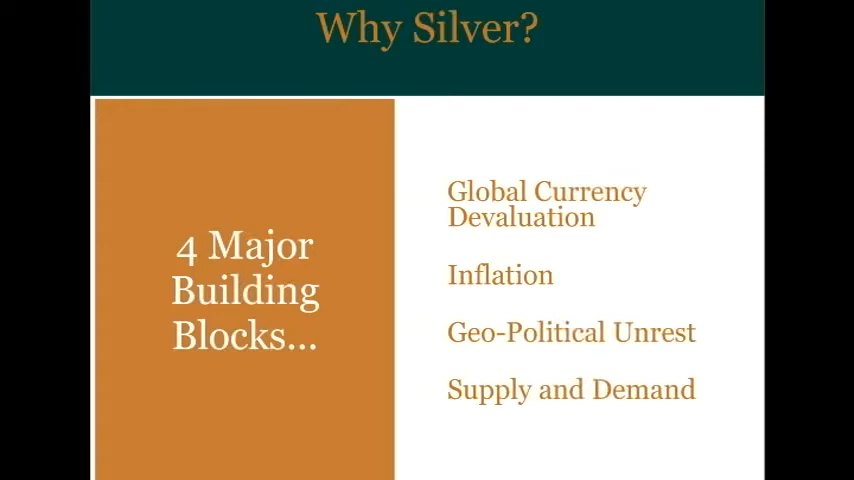 Why Silver?
4 Major
Building
Blocks...
Global Currency
Devaluation
Inflation
Geo-Political Unrest
Supply and Demand